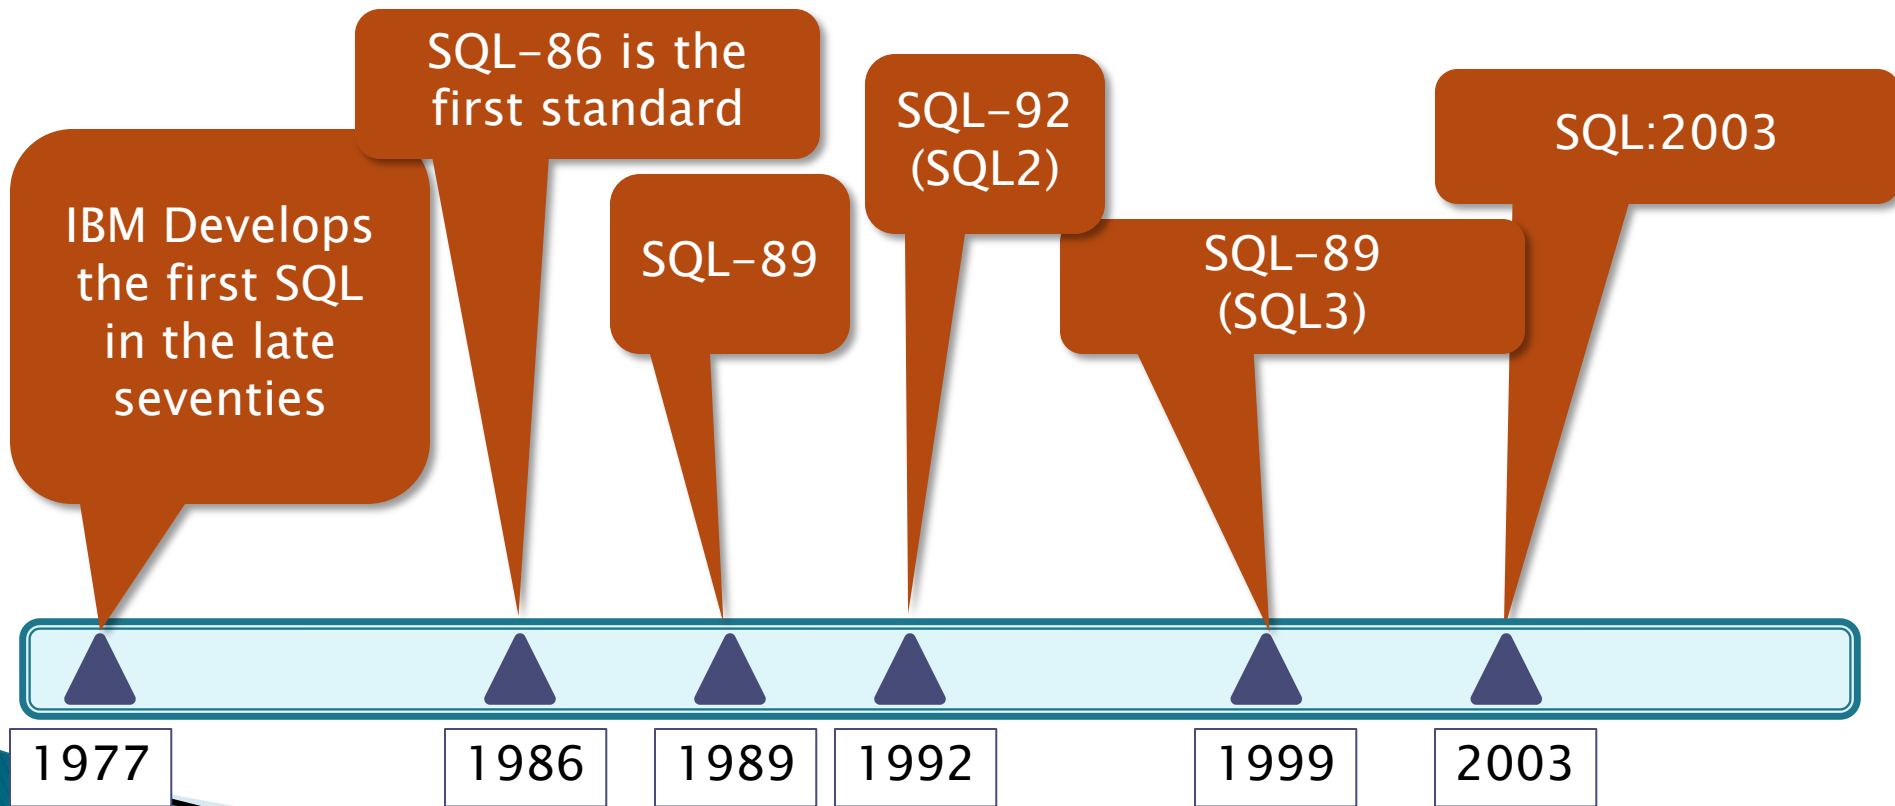 IBM Develops
the first SQL
in the late
seventies
SQL–86 is the
first standard
SQL–89
SQL–92
(SQL2)
SQL–89
(SQL3)
SQL:2003
1977
1986
1989
1992
1999
2003